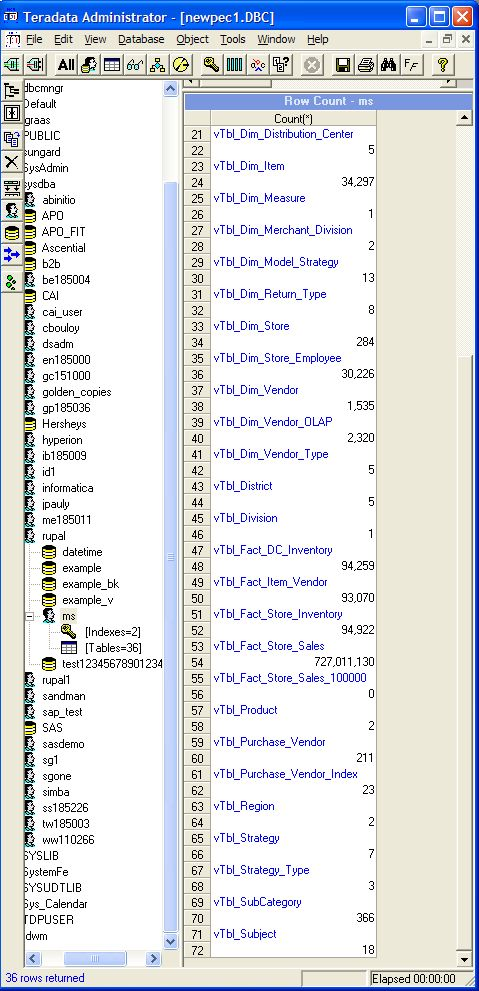 Teradata Administrator - [newpec1.DBC]
File Edit View Database Object Tools Window Help
All
FF
?
dbcmngr
Default
graas
PUBLIC
sungard
SysAdmin
sysdba
abinitio
APO
APO_FIT
Ascential
b2b
be185004
CAI
cai_user
cbouloy
dsadm
en185000
gc151000
golden_copies
gp185036
Hersheys
hyperion
ib185009
id1
informatica
jpauly
me185011
rupal
datetime
example
example_bk
example_v
ms
[Indexes=2]
[Tables=36]
test12345678901234
rupal1
sandman
sap_test
SAS
sasdemo
sg1
sgone
simba
ss185226
tw185003
ww110266
SYSLIB
SystemFe
SYSUDTLIB
Sys_Calendar
TDPUSER
tdwm
Row Count - ms
Count(*)
21 vTbl_Dim_Distribution_Center
22 5
23 vTbl_Dim_Item
24 34,297
25 vTbl_Dim_Measure
26 1
27 vTbl_Dim_Merchant_Division
28 2
29 vTbl_Dim_Model_Strategy
30 13
31 vTbl_Dim_Return_Type
32 8
33 vTbl_Dim_Store
34 284
35 vTbl_Dim_Store_Employee
36 30,226
37 vTbl_Dim_Vendor
38 1,535
39 vTbl_Dim_Vendor_OLAP
40 2,320
41 vTbl_Dim_Vendor_Type
42 5
43 vTbl_District
44 5
45 vTbl_Division
46 1
47 vTbl_Fact_DC_Inventory
48 94,259
49 vTbl_Fact_Item_Vendor
50 93,070
51 vTbl_Fact_Store_Inventory
52 94,922
53 vTbl_Fact_Store_Sales
54 727,011,130
55 vTbl_Fact_Store_Sales_100000
56 0
57 vTbl_Product
58 2
59 vTbl_Purchase_Vendor
60 211
61 vTbl_Purchase_Vendor_Index
62 23
63 vTbl_Region
64 2
65 vTbl_Strategy
66 7
67 vTbl_Strategy_Type
68 3
69 vTbl_SubCategory
70 366
71 vTbl_Subject
72 18
36 rows returned
Elapsed 00:00:00